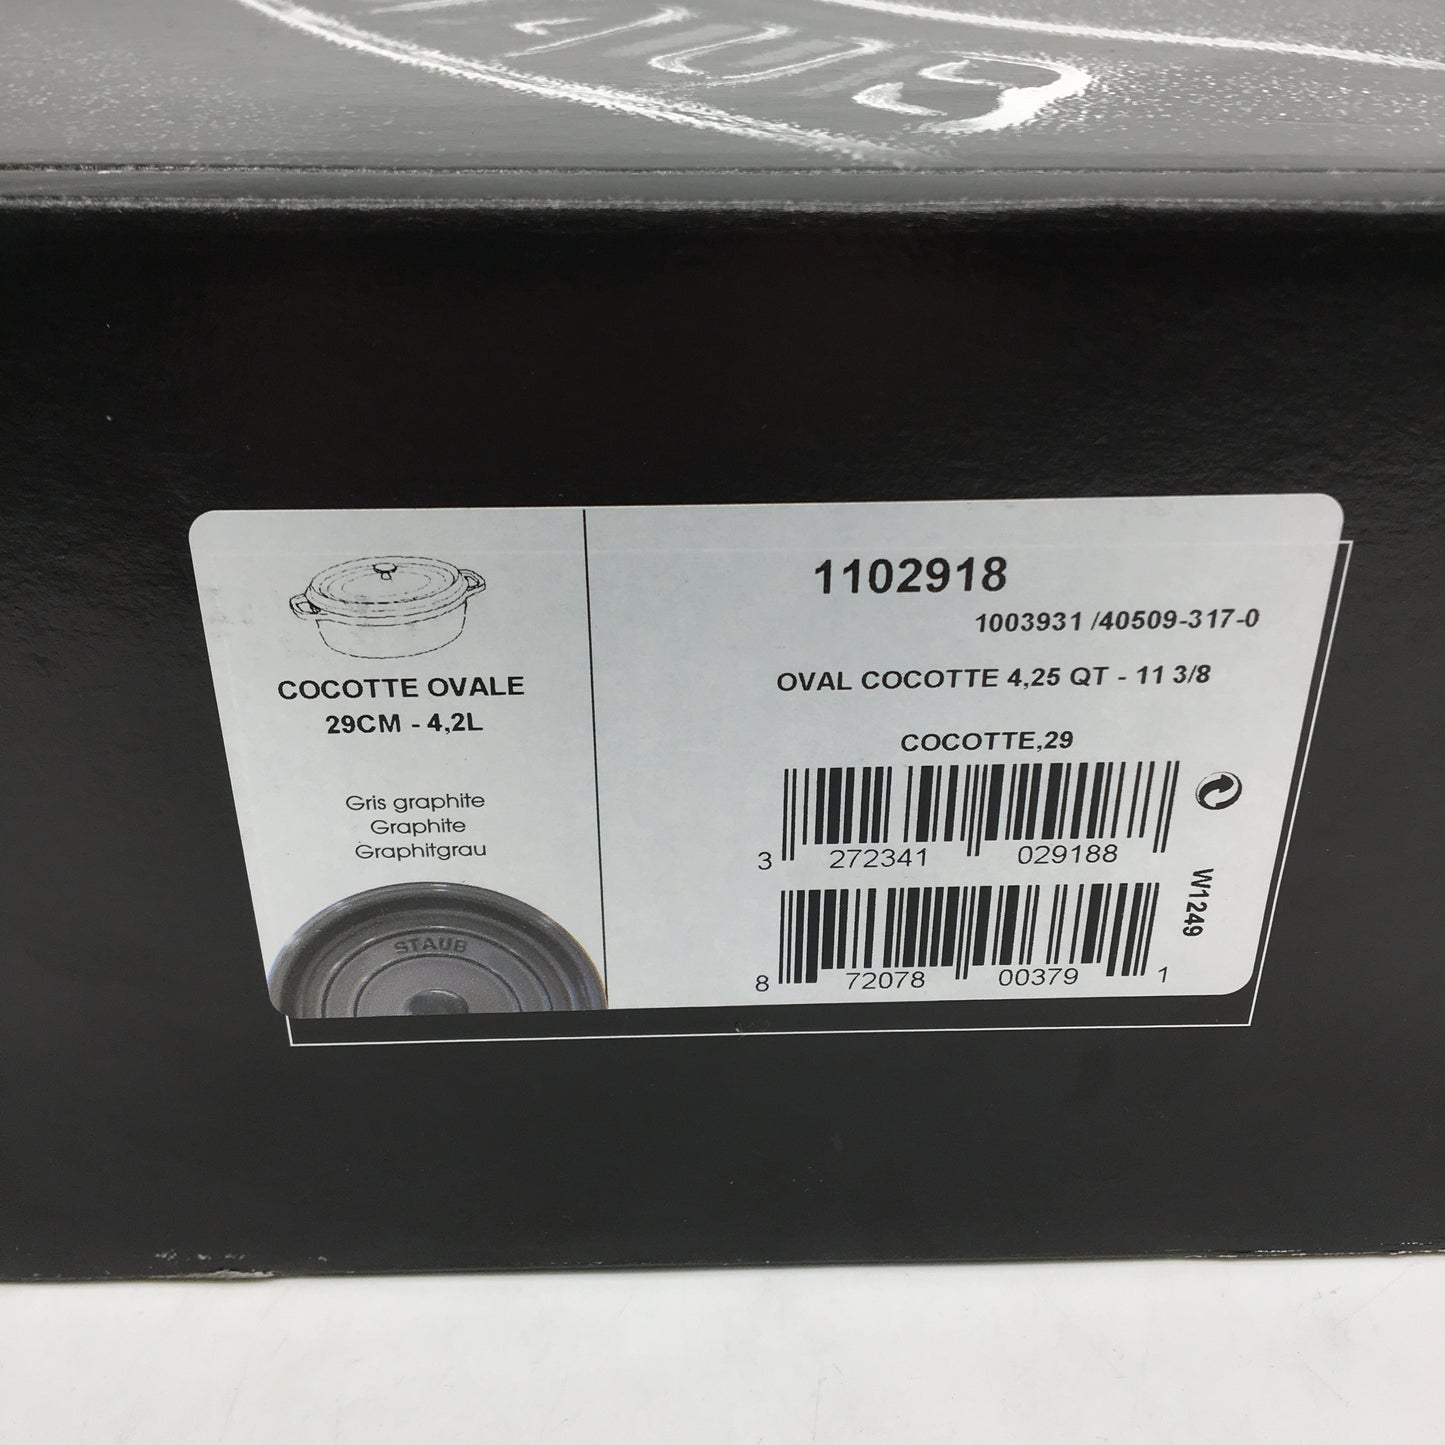 COCOTTE OVALE
29CM - 4,2L
Gris graphite
Graphite
Graphitgrau
STAUB
1102918
1003931 /40509-317-0
OVAL COCOTTE 4,25 QT - 11 3/8
COCOTTE,29
3 272341 029188
8 72078 00379 1
W1249